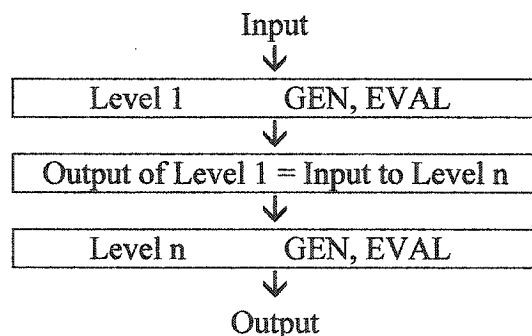 Input
Level 1 GEN, EVAL
Output of Level 1 = Input to Level n
Level n GEN, EVAL
Output